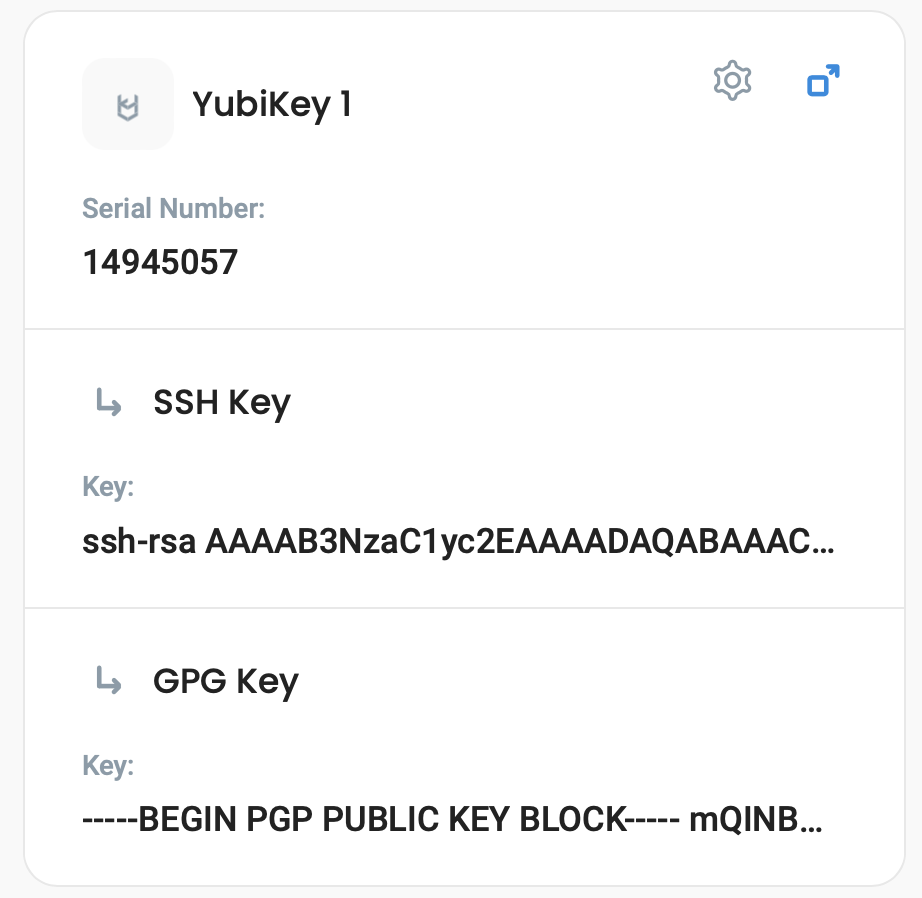 YubiKey 1
Serial Number:
14945057
SSH Key
Key:
ssh-rsa AAAAB3NzaC1yc2EAAAADAQABAAAC...
GPG Key
Key:
-----BEGIN PGP PUBLIC KEY BLOCK----- mQINB...